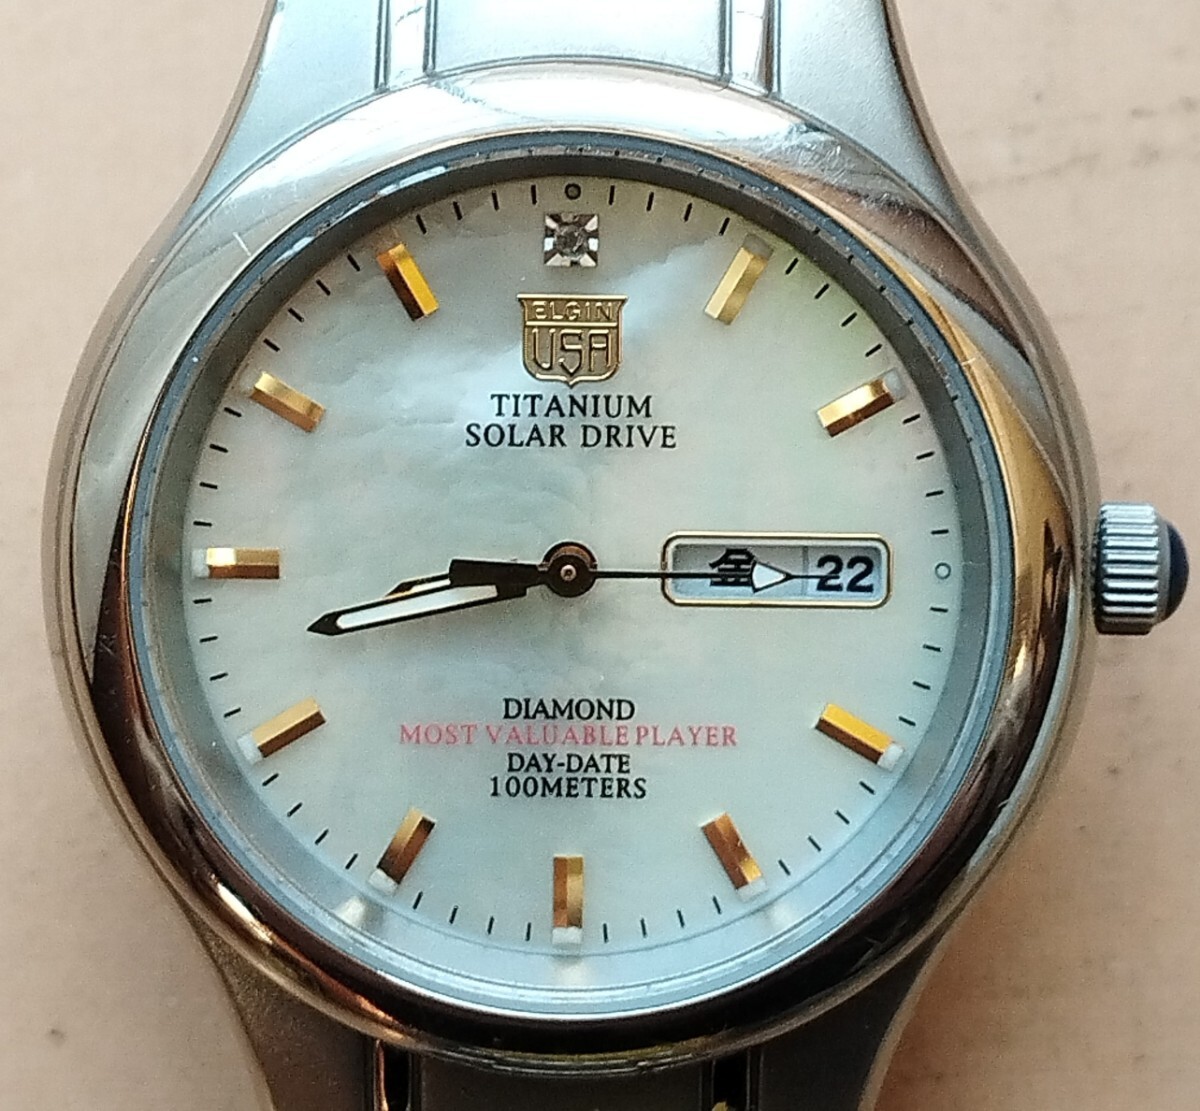 ELGIN
USA
TITANIUM
SOLAR DRIVE
金 22
DIAMOND
MOST VALUABLE PLAYER
DAY-DATE
100METERS